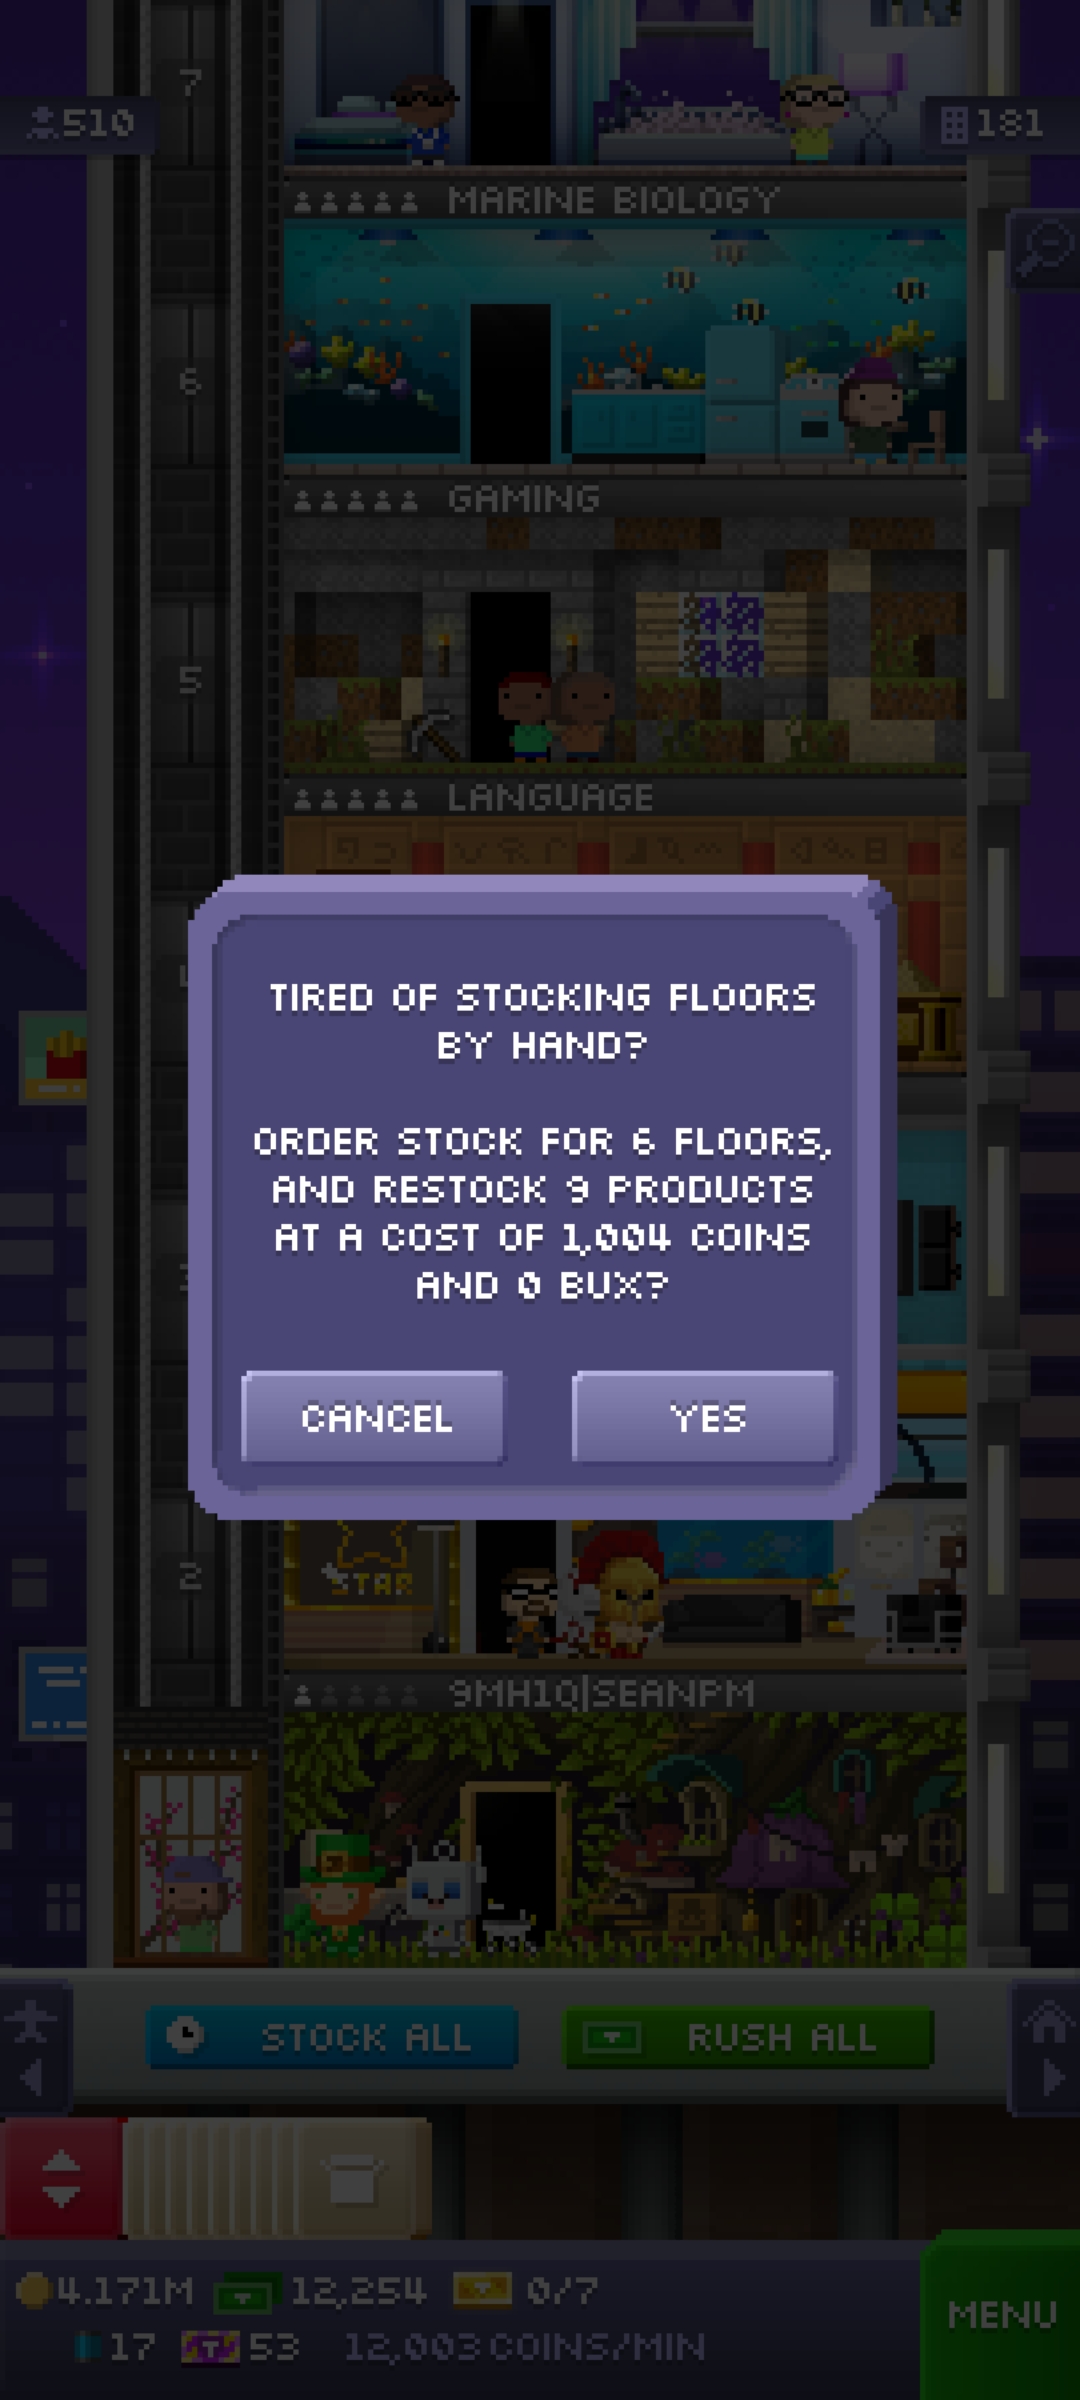 7
510
181
MARINE BIOLOGY
6
GAMING
5
LANGUAGE
TIRED OF STOCKING FLOORS
BY HAND?
ORDER STOCK FOR 6 FLOORS,
AND RESTOCK 9 PRODUCTS
AT A COST OF 1,004 COINS
AND 0 BUX?
CANCEL
YES
2
STAR
9MH1Q|SEANPM
STOCK ALL
RUSH ALL
4.171M
12,254
0/7
MENU
17
53
12,003 COINS/MIN